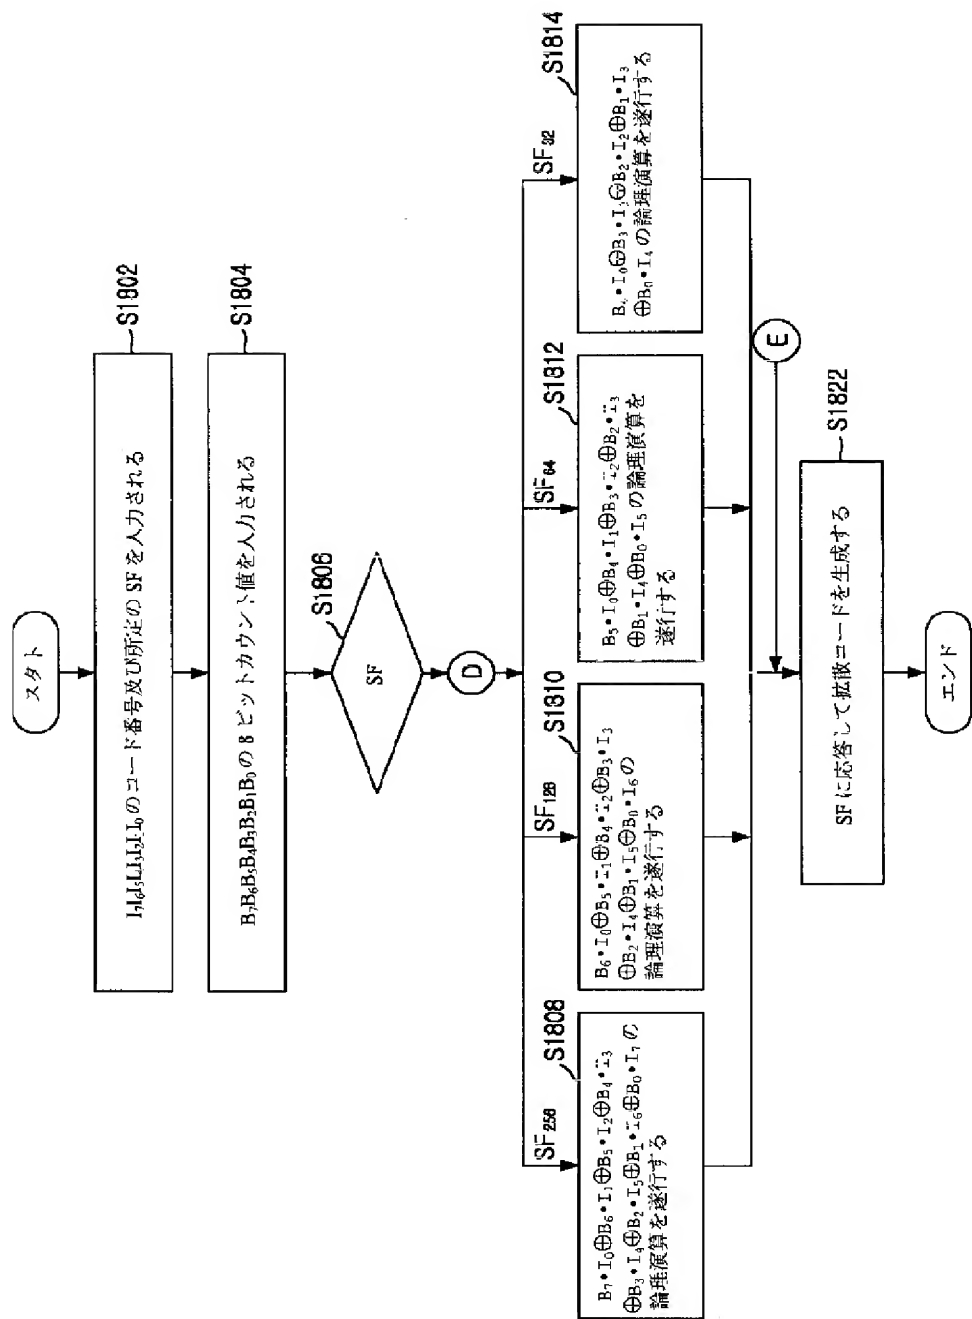 スタト
S1802
I₇I₆I₅I₄I₃I₂I₁I₀のコード番号及び所定の SF を入力される
S1804
B₇B₆B₅B₄B₃B₂B₁B₀の 8 ビットカウント値を入力される
S1806
SF
D
SF₂₅₆
S1808
B₇•I₀⊕B₆•I₁⊕B₅•I₂⊕B₄•I₃
⊕B₃•I₄⊕B₂•I₅⊕B₁•I₆⊕B₀•I₇の
論理演算を遂行する
SF₁₂₈
S1810
B₆•I₀⊕B₅•I₁⊕B₄•I₂⊕B₃•I₃
⊕B₂•I₄⊕B₁•I₅⊕B₀•I₆の
論理演算を遂行する
SF₆₄
S1812
B₅•I₀⊕B₄•I₁⊕B₃•I₂⊕B₂•I₃
⊕B₁•I₄⊕B₀•I₅の論理演算を
遂行する
SF₃₂
S1814
B₄•I₀⊕B₃•I₁⊕B₂•I₂⊕B₁•I₃
⊕B₀•I₄の論理演算を遂行する
E
S1822
SF に応答して拡散コードを生成する
エンド